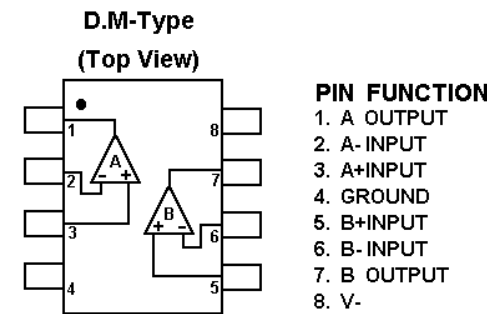 D.M-Type
(Top View)
1
8
A
- +
2
7
B
+ -
3
6
4
5
PIN FUNCTION
1. A OUTPUT
2. A- INPUT
3. A+INPUT
4. GROUND
5. B+INPUT
6. B- INPUT
7. B OUTPUT
8. V-